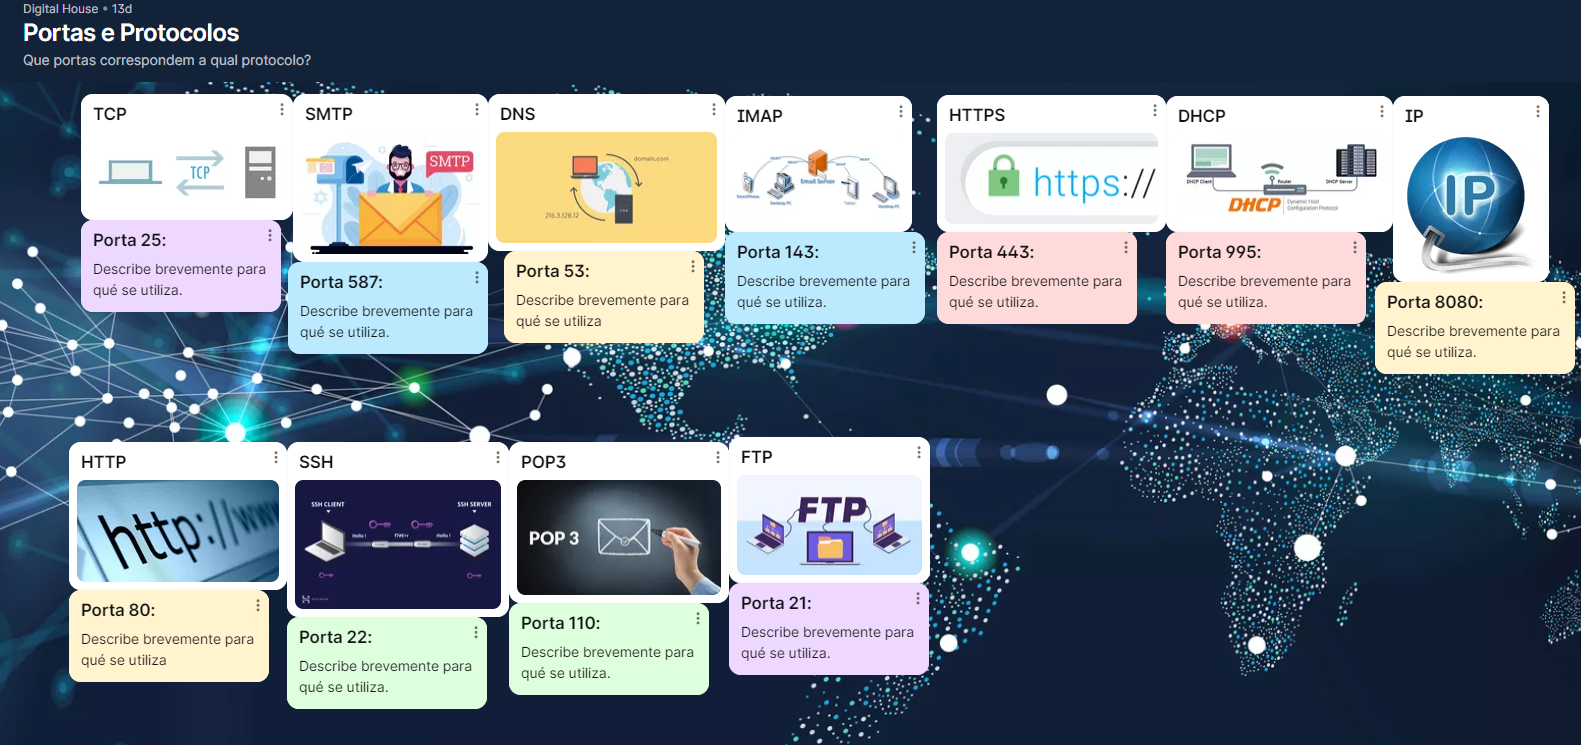 Digital House • 13d
Portas e Protocolos
Que portas correspondem a qual protocolo?
TCP
TCP
Porta 25:
Describe brevemente para
qué se utiliza.
SMTP
SMTP
Porta 587:
Describe brevemente para
qué se utiliza.
DNS
domain.com
216.3.128.12
Porta 53:
Describe brevemente para
qué se utiliza
IMAP
Email Server
Porta 143:
Describe brevemente para
qué se utiliza.
HTTPS
https://
Porta 443:
Describe brevemente para
qué se utiliza.
DHCP
DHCP Client
Router
DHCP Server
DHCP
Dynamic Host
Configuration Protocol
Porta 995:
Describe brevemente para
qué se utiliza.
IP
IP
Porta 8080:
Describe brevemente para
qué se utiliza.
HTTP
http://www
Porta 80:
Describe brevemente para
qué se utiliza
SSH
SSH CLIENT
SSH SERVER
Hello !
Hello !
Porta 22:
Describe brevemente para
qué se utiliza.
POP3
POP 3
Porta 110:
Describe brevemente para
qué se utiliza.
FTP
FTP
Porta 21:
Describe brevemente para
qué se utiliza.